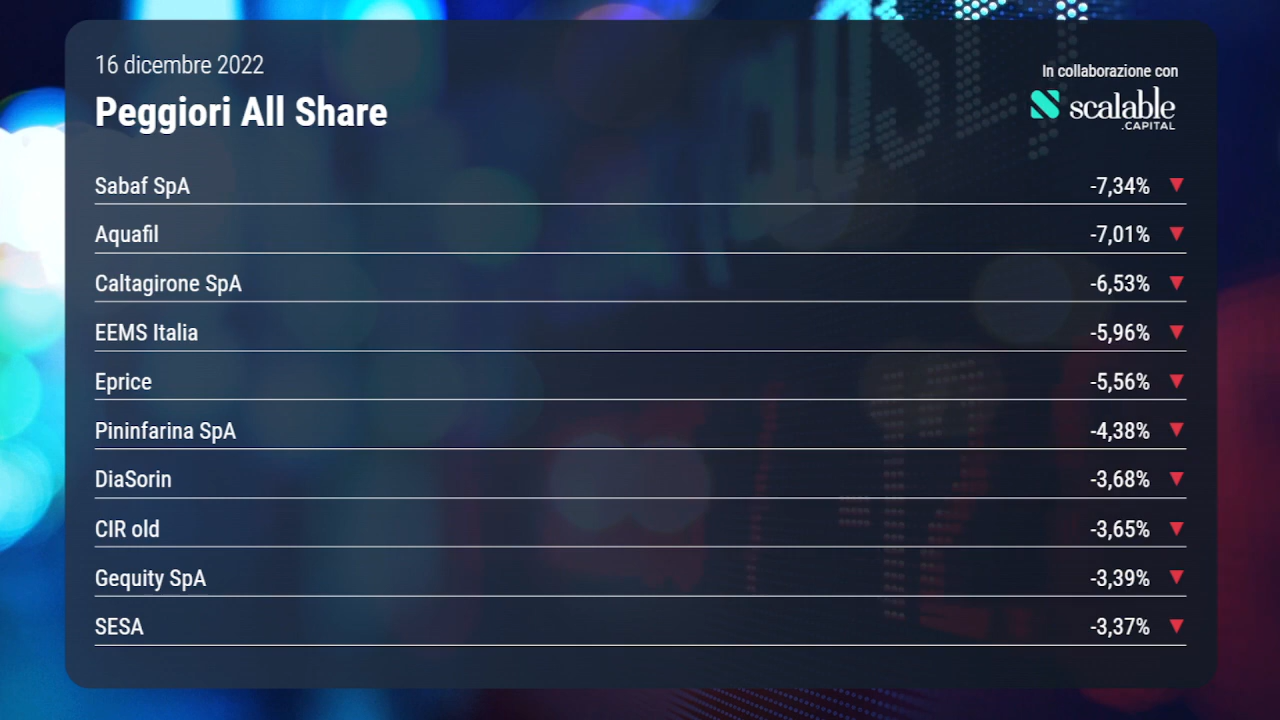 16 dicembre 2022
Peggiori All Share
In collaborazione con
scalable
.CAPITAL
Sabaf SpA -7,34%
Aquafil -7,01%
Caltagirone SpA -6,53%
EEMS Italia -5,96%
Eprice -5,56%
Pininfarina SpA -4,38%
DiaSorin -3,68%
CIR old -3,65%
Gequity SpA -3,39%
SESA -3,37%